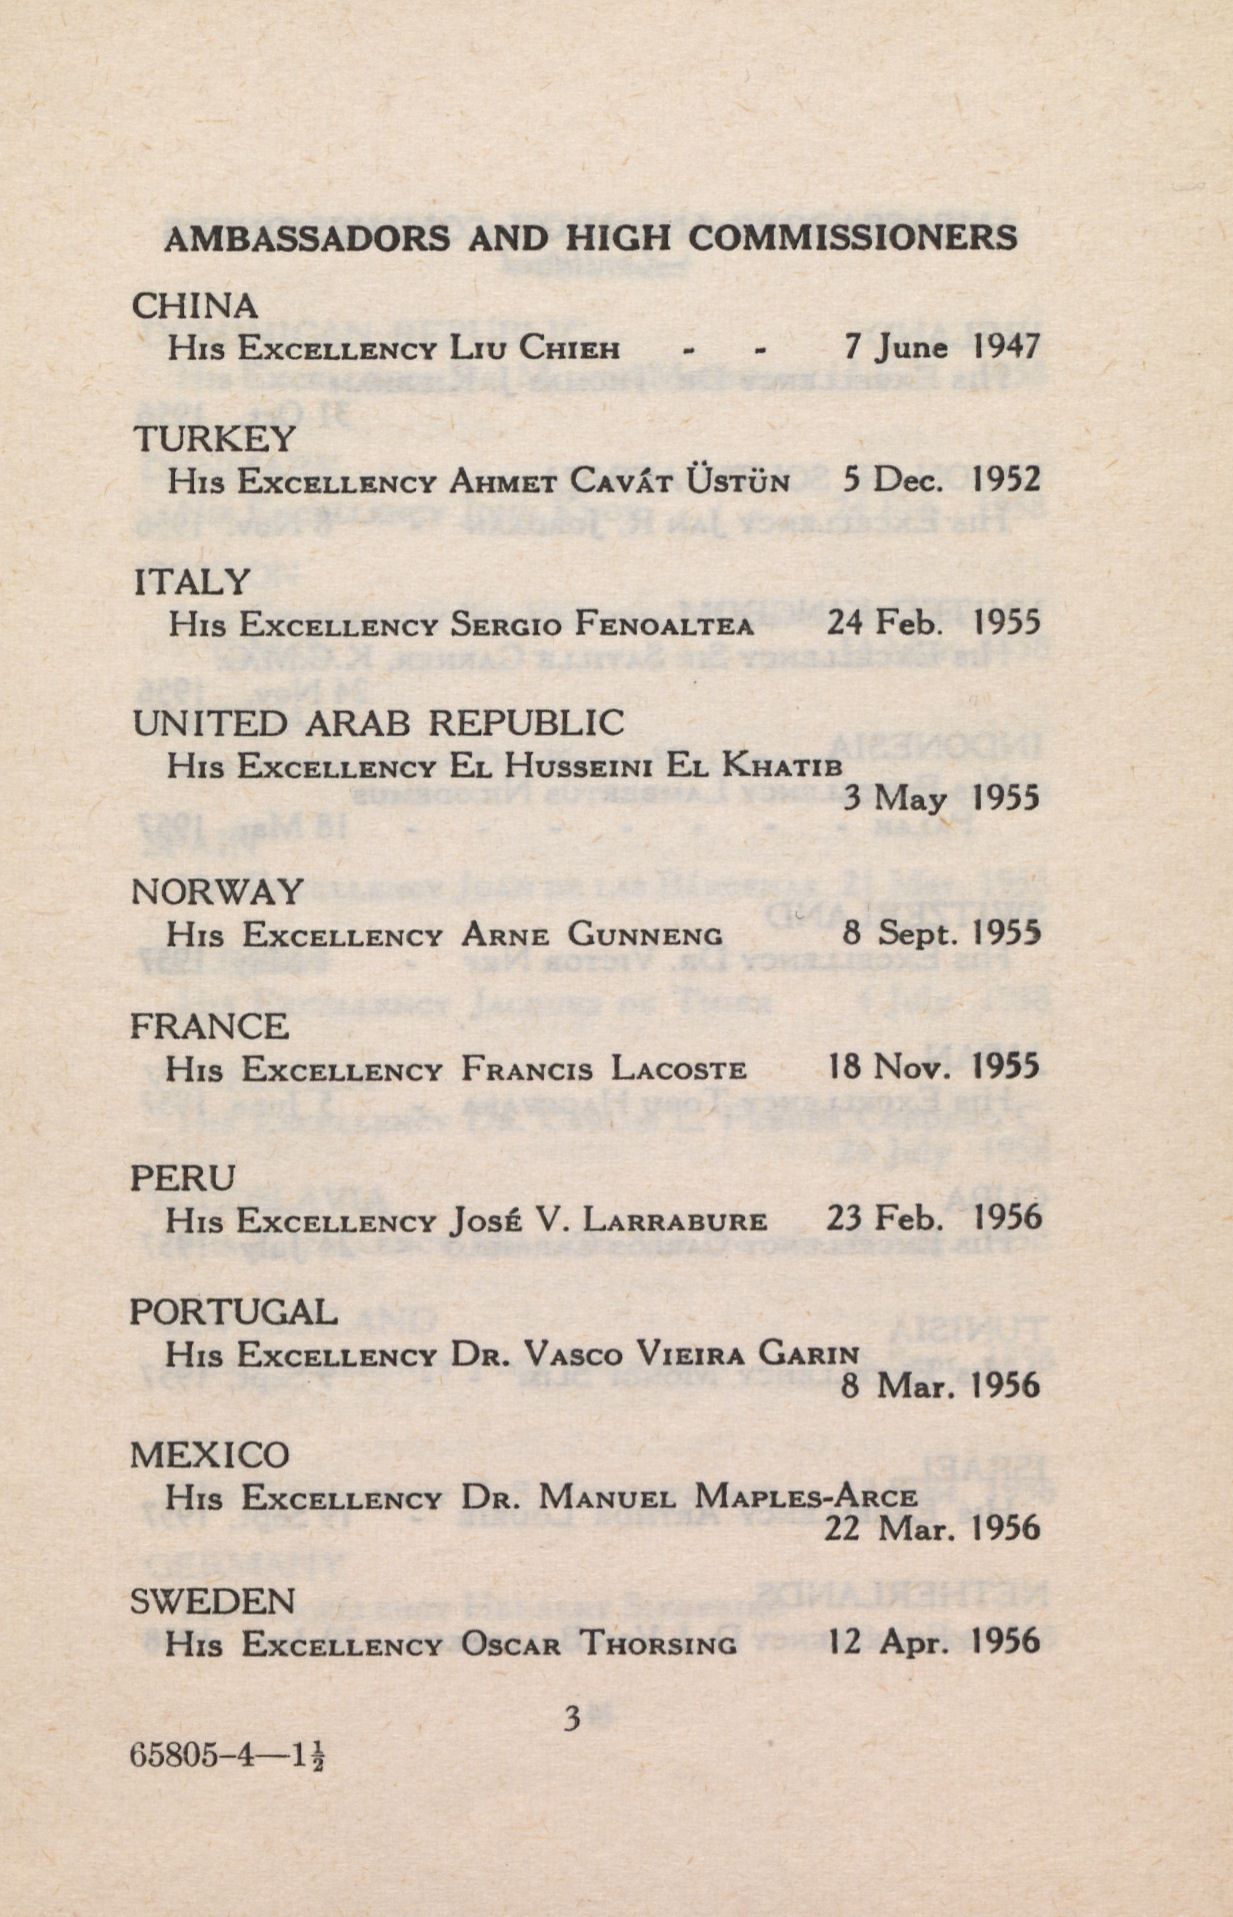 AMBASSADORS AND HIGH COMMISSIONERS
CHINA
His Excellency Liu Chieh - - 7 June 1947
TURKEY
His Excellency Ahmet Cavát Üstün 5 Dec. 1952
ITALY
His Excellency Sergio Fenoaltea 24 Feb. 1955
UNITED ARAB REPUBLIC
His Excellency El Husseini El Khatib
3 May 1955
NORWAY
His Excellency Arne Gunneng 8 Sept. 1955
FRANCE
His Excellency Francis Lacoste 18 Nov. 1955
PERU
His Excellency José V. Larrabure 23 Feb. 1956
PORTUGAL
His Excellency Dr. Vasco Vieira Garin
8 Mar. 1956
MEXICO
His Excellency Dr. Manuel Maples-Arce
22 Mar. 1956
SWEDEN
His Excellency Oscar Thorsing 12 Apr. 1956
3
65805-4—1½